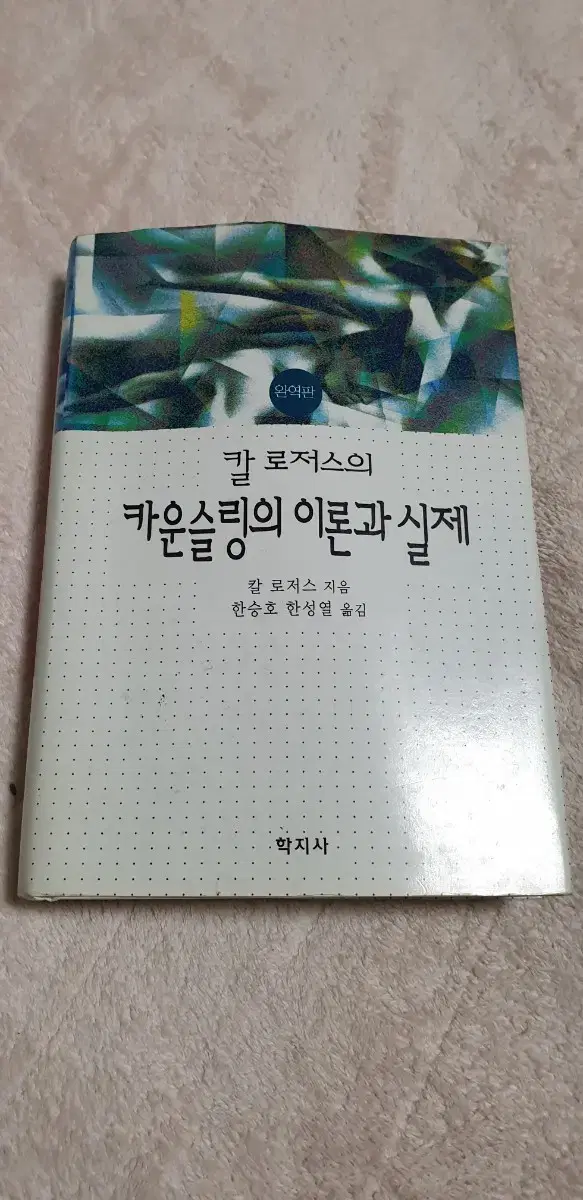 완역판
칼 로저스의
카운슬링의 이론과 실제
칼 로저스 지음
한승호 한성열 옮김
학지사